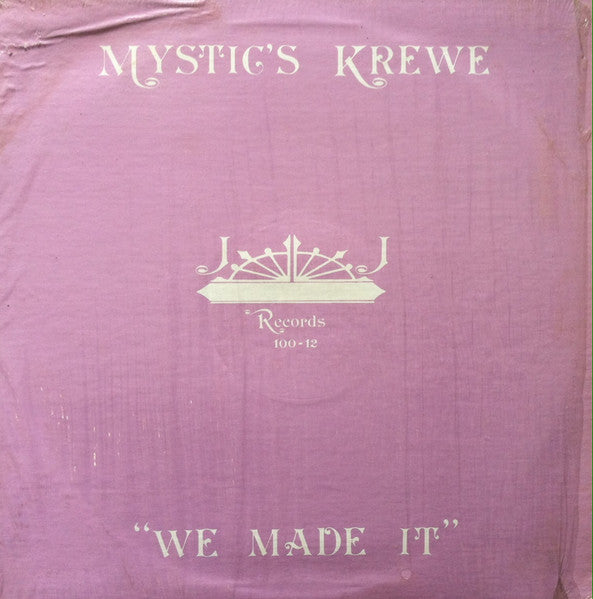 MYSTIC'S KREWE
J J
Records
100-12
"WE MADE IT"